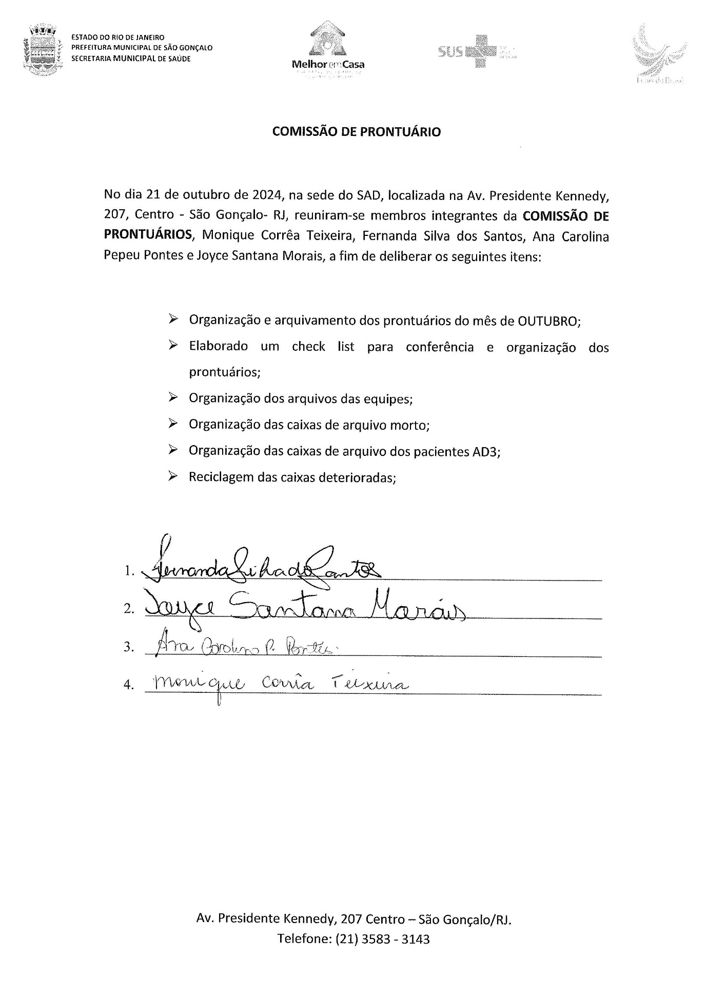 ESTADO DO RIO DE JANEIRO
PREFEITURA MUNICIPAL DE SÃO GONÇALO
SECRETARIA MUNICIPAL DE SAÚDE
Melhor em Casa
SUS
COMISSÃO DE PRONTUÁRIO
No dia 21 de outubro de 2024, na sede do SAD, localizada na Av. Presidente Kennedy,
207, Centro - São Gonçalo- RJ, reuniram-se membros integrantes da COMISSÃO DE
PRONTUÁRIOS, Monique Corrêa Teixeira, Fernanda Silva dos Santos, Ana Carolina
Pepeu Pontes e Joyce Santana Morais, a fim de deliberar os seguintes itens:
➢ Organização e arquivamento dos prontuários do mês de OUTUBRO;
➢ Elaborado um check list para conferência e organização dos
prontuários;
➢ Organização dos arquivos das equipes;
➢ Organização das caixas de arquivo morto;
➢ Organização das caixas de arquivo dos pacientes AD3;
➢ Reciclagem das caixas deterioradas;
1. Fernanda Silva dos Santos
2. Joyce Santana Morais
3. Ana Carolina P. Pontes.
4. Monique Corrêa Teixeira
Av. Presidente Kennedy, 207 Centro – São Gonçalo/RJ.
Telefone: (21) 3583 - 3143